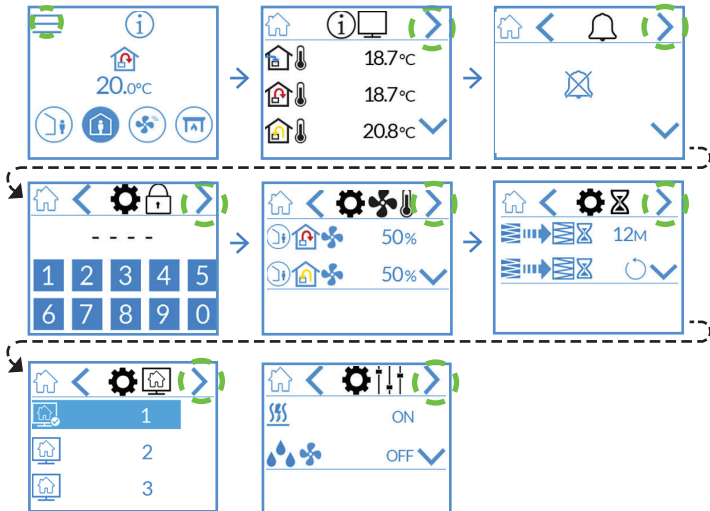 i
20.0°C
i
18.7°C
18.7°C
20.8°C
- - - -
1 2 3 4 5
6 7 8 9 0
50%
50%
12M
1
2
3
ON
OFF